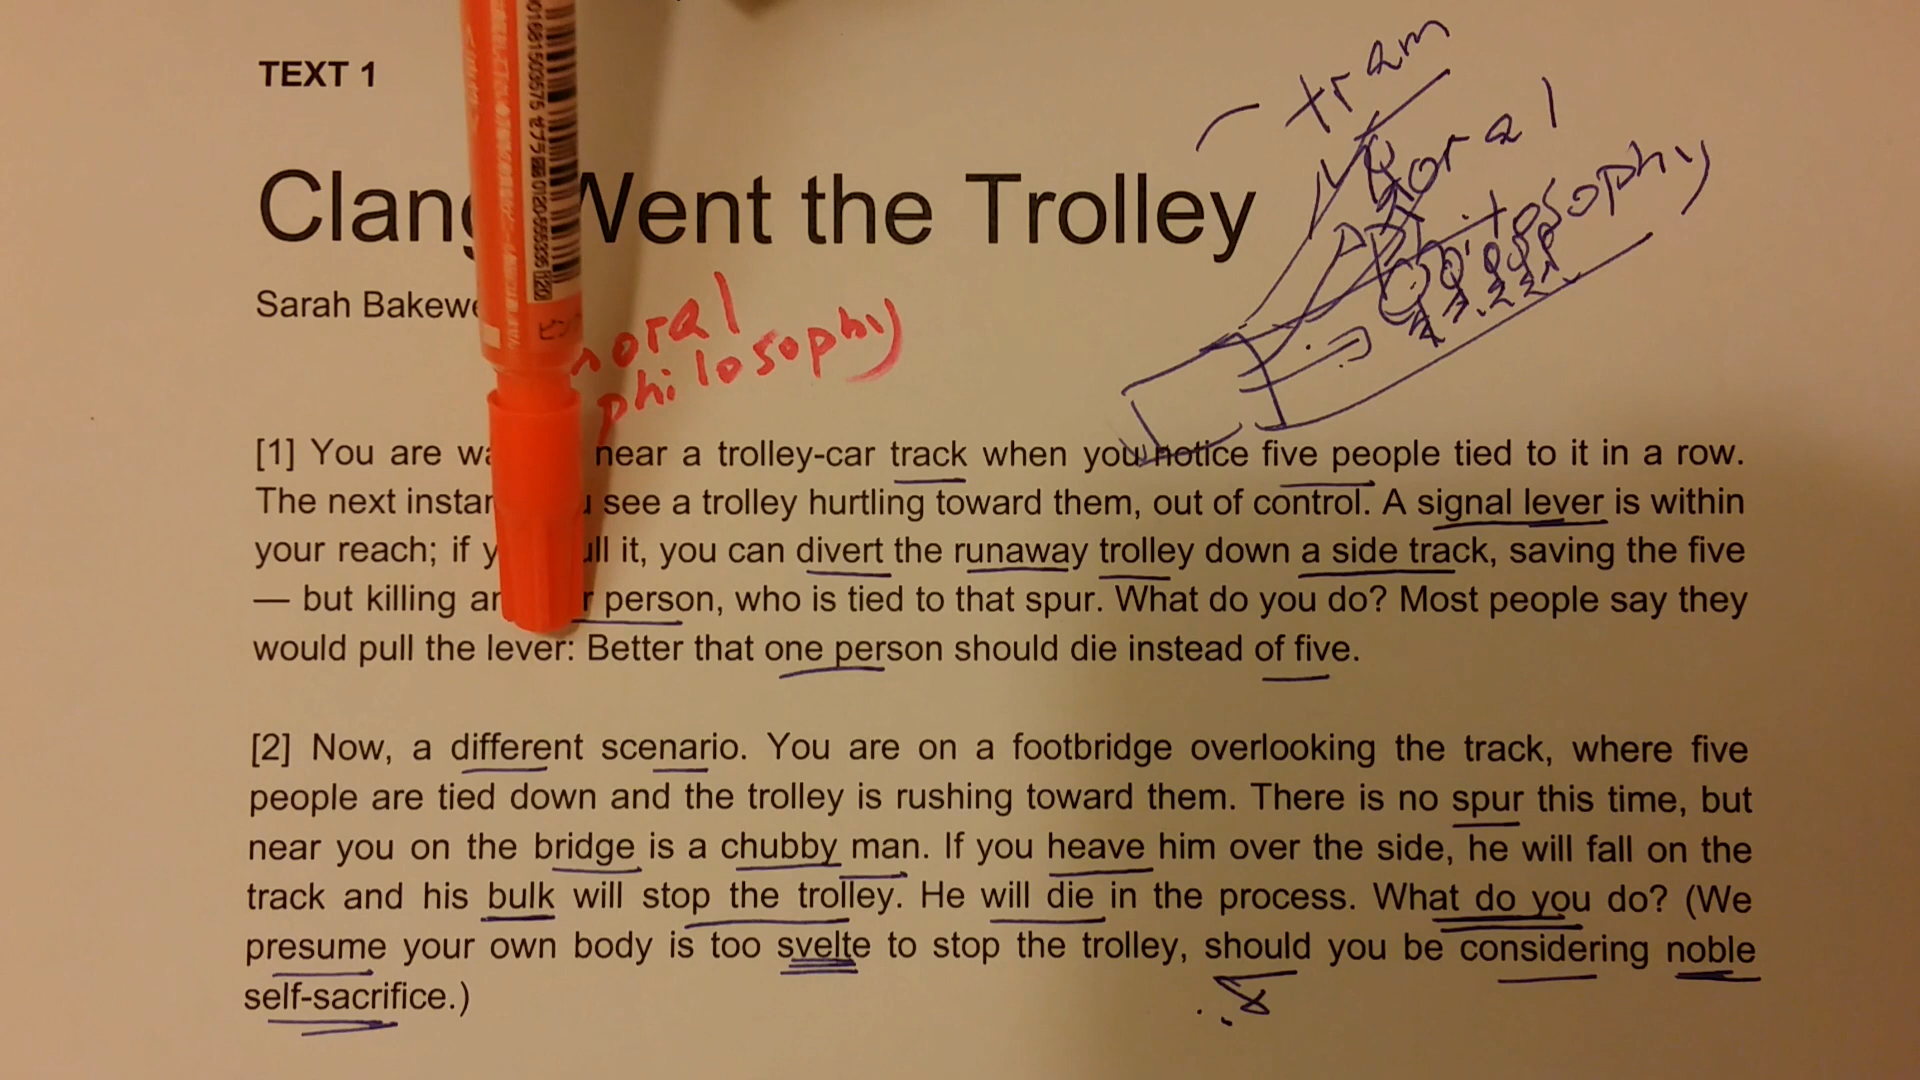 TEXT 1
tram
moral
philosophy
Clang Went the Trolley
Sarah Bakewe
moral
philosophy
[1] You are wa near a trolley-car track when you notice five people tied to it in a row.
The next instan see a trolley hurtling toward them, out of control. A signal lever is within
your reach; if y ull it, you can divert the runaway trolley down a side track, saving the five
— but killing an r person, who is tied to that spur. What do you do? Most people say they
would pull the lever: Better that one person should die instead of five.
[2] Now, a different scenario. You are on a footbridge overlooking the track, where five
people are tied down and the trolley is rushing toward them. There is no spur this time, but
near you on the bridge is a chubby man. If you heave him over the side, he will fall on the
track and his bulk will stop the trolley. He will die in the process. What do you do? (We
presume your own body is too svelte to stop the trolley, should you be considering noble
self-sacrifice.)